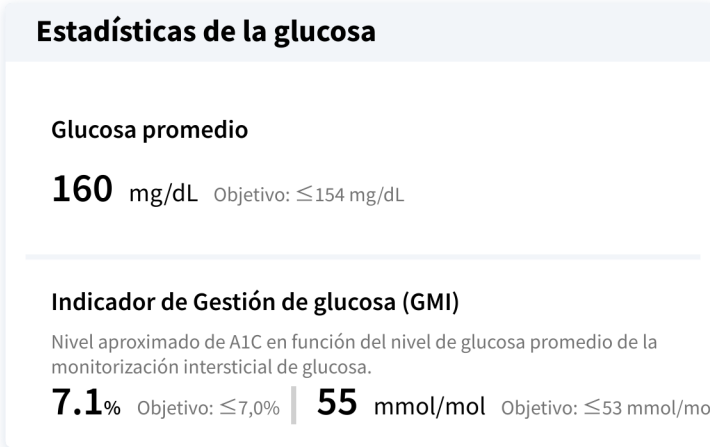 Estadísticas de la glucosa
Glucosa promedio
160 mg/dL Objetivo: ≤154 mg/dL
Indicador de Gestión de glucosa (GMI)
Nivel aproximado de A1C en función del nivel de glucosa promedio de la
monitorización intersticial de glucosa.
7.1% Objetivo: ≤7,0% 55 mmol/mol Objetivo: ≤53 mmol/mo